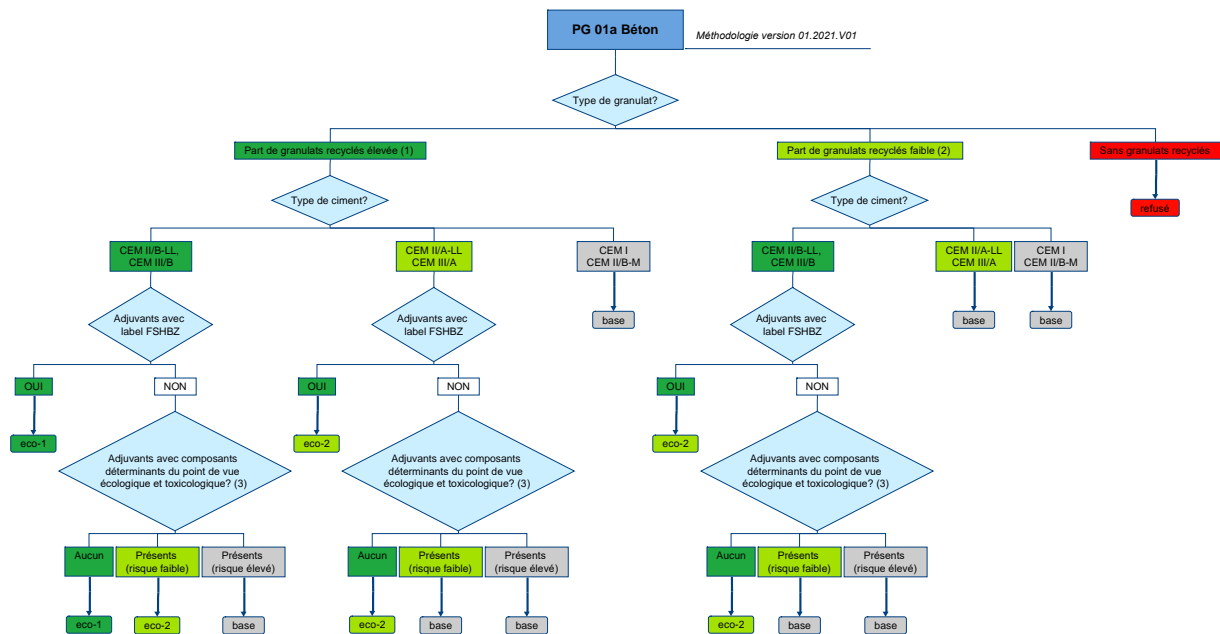 PG 01a Béton
Méthodologie version 01.2021.V01
Type de granulat?
Part de granulats recyclés élevée (1)
Part de granulats recyclés faible (2)
Sans granulats recyclés
Type de ciment?
Type de ciment?
refusé
CEM II/B-LL,
CEM III/B
CEM II/A-LL
CEM III/A
CEM I
CEM II/B-M
CEM II/B-LL,
CEM III/B
CEM II/A-LL
CEM III/A
CEM I
CEM II/B-M
Adjuvants avec
label FSHBZ
Adjuvants avec
label FSHBZ
base
Adjuvants avec
label FSHBZ
base
base
OUI
NON
OUI
NON
OUI
NON
eco-1
eco-2
eco-2
Adjuvants avec composants
déterminants du point de vue
écologique et toxicologique? (3)
Adjuvants avec composants
déterminants du point de vue
écologique et toxicologique? (3)
Adjuvants avec composants
déterminants du point de vue
écologique et toxicologique? (3)
Aucun
Présents
(risque faible)
Présents
(risque élevé)
Aucun
Présents
(risque faible)
Présents
(risque élevé)
Aucun
Présents
(risque faible)
Présents
(risque élevé)
eco-1
eco-2
base
eco-2
base
base
eco-2
base
base